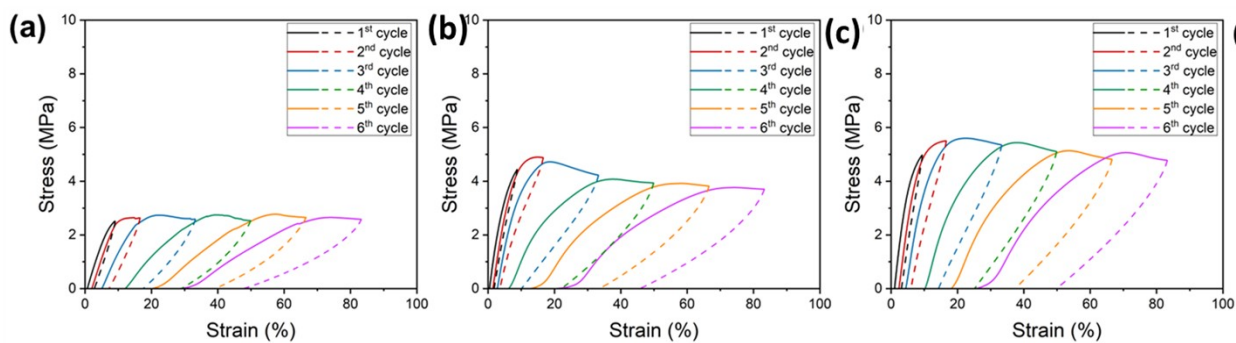 (a)
10
8
6
4
2
0
Stress (MPa)
0 20 40 60 80 100
Strain (%)
1st cycle
2nd cycle
3rd cycle
4th cycle
5th cycle
6th cycle
(b)
10
8
6
4
2
0
Stress (MPa)
0 20 40 60 80 100
Strain (%)
1st cycle
2nd cycle
3rd cycle
4th cycle
5th cycle
6th cycle
(c)
10
8
6
4
2
0
Stress (MPa)
0 20 40 60 80 100
Strain (%)
1st cycle
2nd cycle
3rd cycle
4th cycle
5th cycle
6th cycle